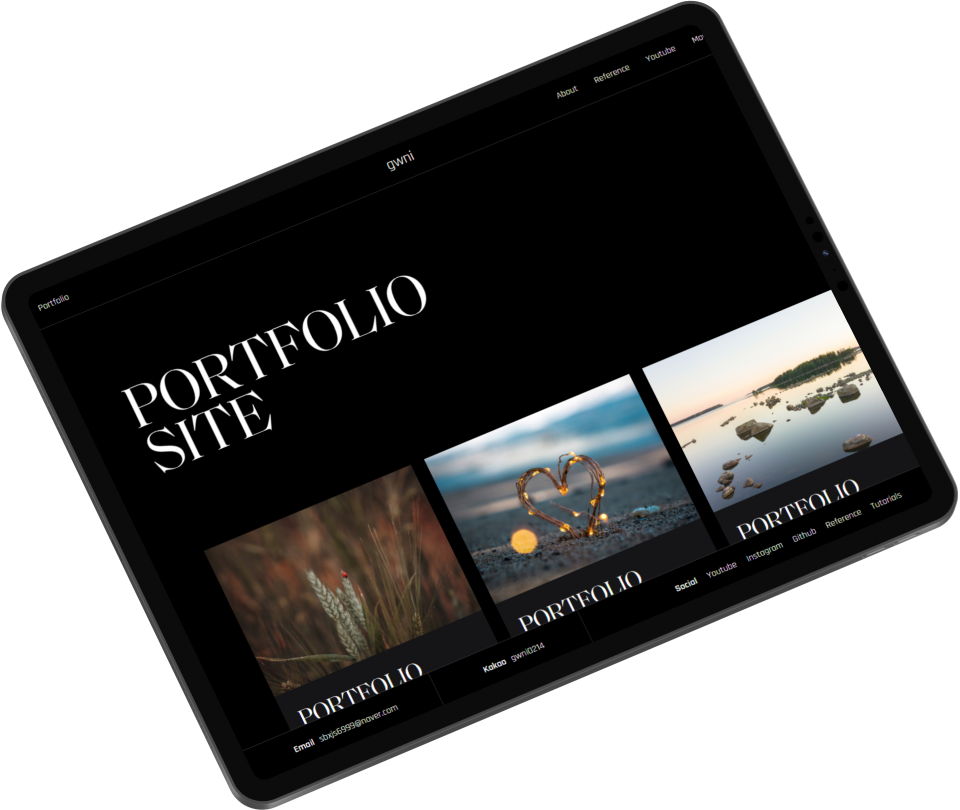 About Reference Youtube Mo
gwni
Portfolio
PORTFOLIO
SITE
PORTFOLIO
PORTFOLIO
PORTFOLIO
Email sbxjs6999@naver.com
Kakao gwni0214
Social Youtube Instagram Github Reference Tutorials